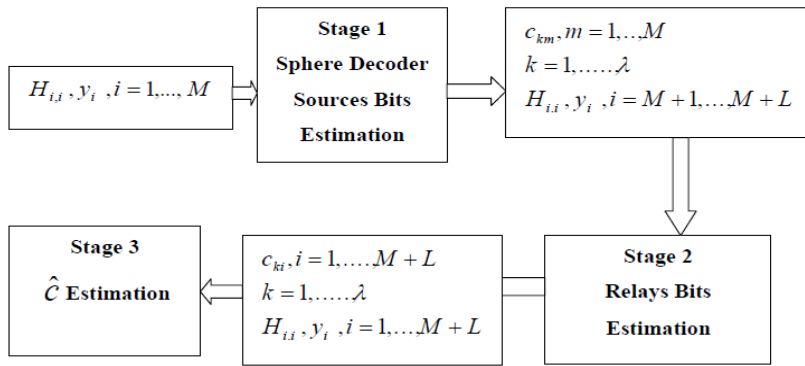 H_{i,i} , y_i , i = 1,..., M
Stage 1
Sphere Decoder
Sources Bits
Estimation
c_{km}, m = 1,..,M
k = 1,.....,λ
H_{i,i} , y_i , i = M + 1,...,M + L
Stage 3
Ĉ Estimation
c_{ki}, i = 1,....,M + L
k = 1,.....,λ
H_{i,i} , y_i , i = 1,...,M + L
Stage 2
Relays Bits
Estimation